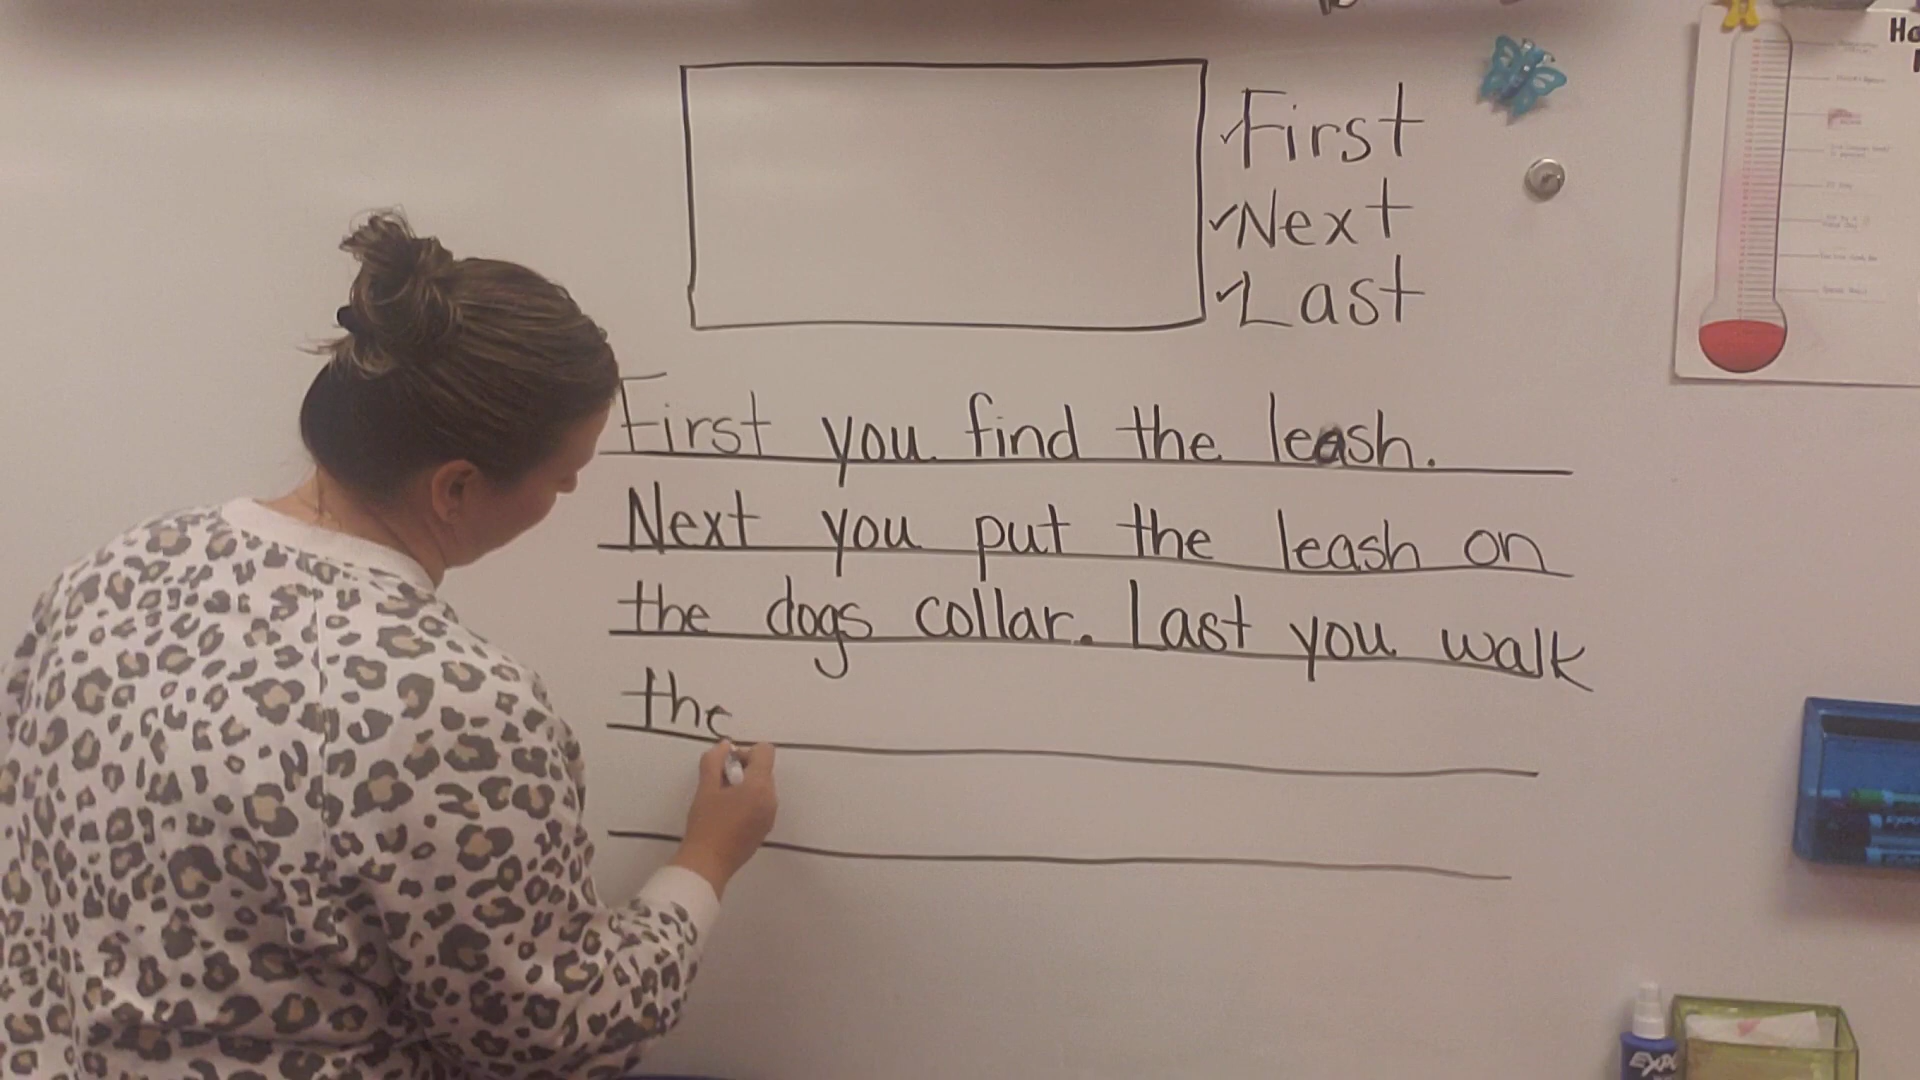 First
Next
Last
First you find the leash.
Next you put the leash on
the dogs collar. Last you walk
the
EXPO